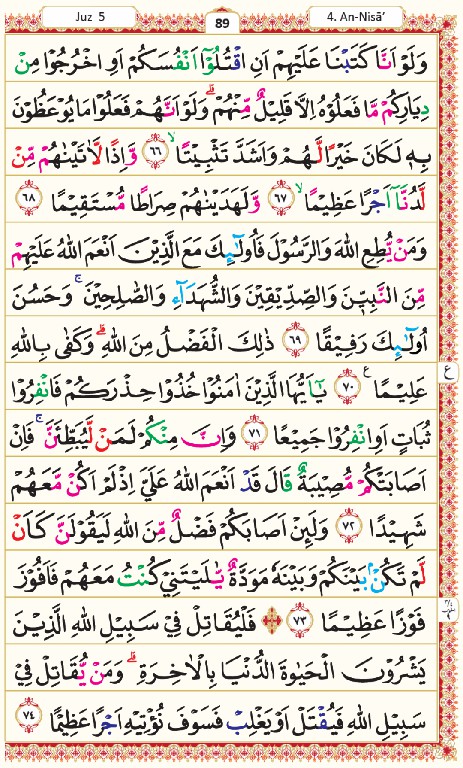 Juz 5
89
4. An-Nisā’
وَلَوْ اَنَّا كَتَبْنَا عَلَيْهِمْ اَنِ اقْتُلُوْٓا اَنْفُسَكُمْ اَوِ اخْرُجُوْا مِنْ
دِيَارِكُمْ مَّا فَعَلُوْهُ اِلَّا قَلِيْلٌ مِّنْهُمْ ۗ وَلَوْ اَنَّهُمْ فَعَلُوْا مَا يُوْعَظُوْنَ
بِهٖ لَكَانَ خَيْرًا لَّهُمْ وَاَشَدَّ تَثْبِيْتًا ۙ ٦٦ وَّاِذًا لَّاٰتَيْنٰهُمْ مِّنْ
لَّدُنَّآ اَجْرًا عَظِيْمًا ۙ ٦٧ وَّلَهَدَيْنٰهُمْ صِرَاطًا مُّسْتَقِيْمًا ٦٨
وَمَنْ يُّطِعِ اللّٰهَ وَالرَّسُوْلَ فَاُولٰۤىِٕكَ مَعَ الَّذِيْنَ اَنْعَمَ اللّٰهُ عَلَيْهِمْ
مِّنَ النَّبِيّٖنَ وَالصِّدِّيْقِيْنَ وَالشُّهَدَاۤءِ وَالصّٰلِحِيْنَ ۚ وَحَسُنَ
اُولٰۤىِٕكَ رَفِيْقًا ٦٩ ذٰلِكَ الْفَضْلُ مِنَ اللّٰهِ ۗ وَكَفٰى بِاللّٰهِ
عَلِيْمًا ࣖ ٧٠ يٰٓاَيُّهَا الَّذِيْنَ اٰمَنُوْا خُذُوْا حِذْرَكُمْ فَانْفِرُوْا
ثُبَاتٍ اَوِ انْفِرُوْا جَمِيْعًا ٧١ وَاِنَّ مِنْكُمْ لَمَنْ لَّيُبَطِّئَنَّ ۚ فَاِنْ
اَصَابَتْكُمْ مُّصِيْبَةٌ قَالَ قَدْ اَنْعَمَ اللّٰهُ عَلَيَّ اِذْ لَمْ اَكُنْ مَّعَهُمْ
شَهِيْدًا ٧٢ وَلَىِٕنْ اَصَابَكُمْ فَضْلٌ مِّنَ اللّٰهِ لَيَقُوْلَنَّ كَاَنْ
لَّمْ تَكُنْۢ بَيْنَكُمْ وَبَيْنَهٗ مَوَدَّةٌ يّٰلَيْتَنِيْ كُنْتُ مَعَهُمْ فَاَفُوْزَ
فَوْزًا عَظِيْمًا ٧٣ ۞ فَلْيُقَاتِلْ فِيْ سَبِيْلِ اللّٰهِ الَّذِيْنَ
يَشْرُوْنَ الْحَيٰوةَ الدُّنْيَا بِالْاٰخِرَةِ ۗ وَمَنْ يُّقَاتِلْ فِيْ
سَبِيْلِ اللّٰهِ فَيُقْتَلْ اَوْ يَغْلِبْ فَسَوْفَ نُؤْتِيْهِ اَجْرًا عَظِيْمًا ٧٤
ع